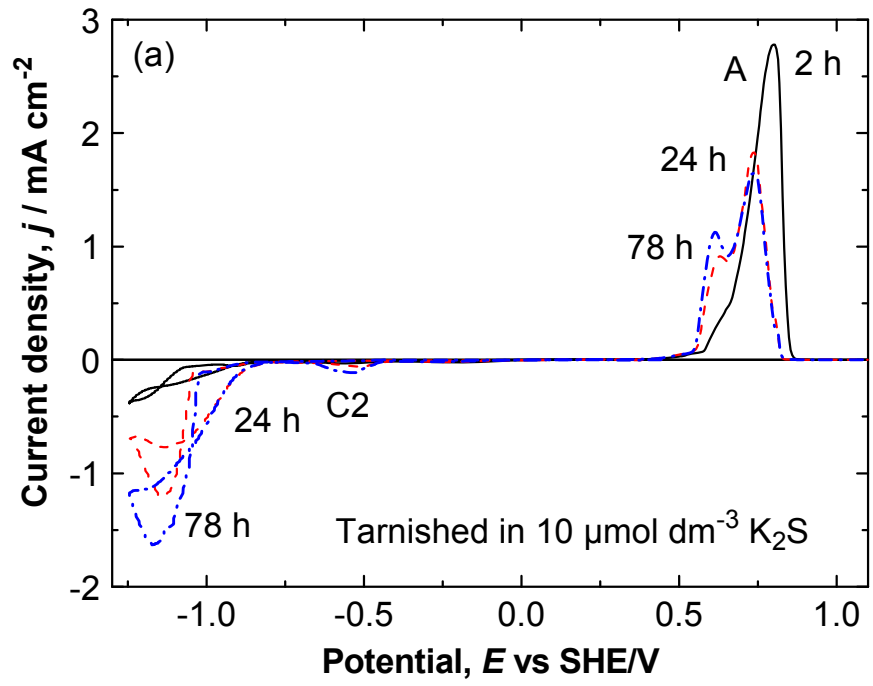 (a)
A
2 h
24 h
78 h
C2
24 h
78 h
Tarnished in 10 µmol dm⁻³ K₂S
3
2
1
0
-1
-2
-1.0
-0.5
0.0
0.5
1.0
Current density, j / mA cm⁻²
Potential, E vs SHE/V